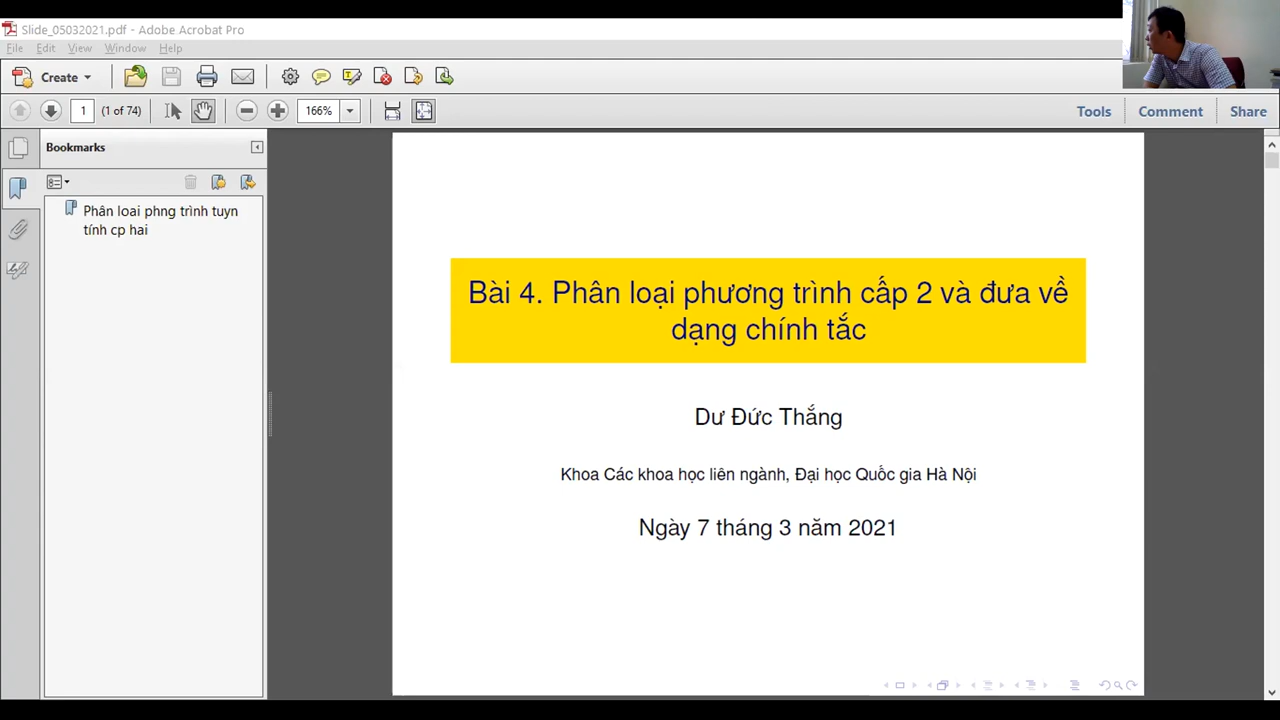 Slide_05032021.pdf - Adobe Acrobat Pro
File Edit View Window Help
Create
1 (1 of 74) 166% Tools Comment Share
Bookmarks
Phân loai phng trình tuyn
tính cp hai
Bài 4. Phân loại phương trình cấp 2 và đưa về
dạng chính tắc
Dư Đức Thắng
Khoa Các khoa học liên ngành, Đại học Quốc gia Hà Nội
Ngày 7 tháng 3 năm 2021